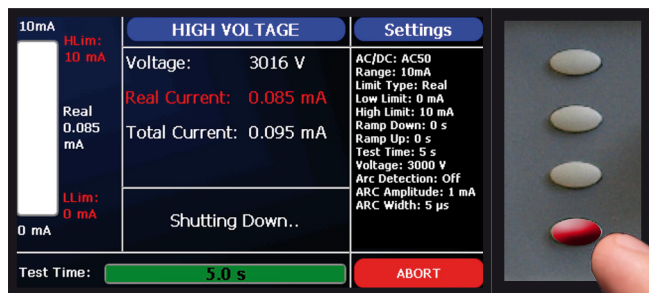 10mA
HLim:
10 mA
Real
0.085
mA
LLim:
0 mA
0 mA
HIGH VOLTAGE
Voltage: 3016 V
Real Current: 0.085 mA
Total Current: 0.095 mA
Shutting Down..
Settings
AC/DC: AC50
Range: 10mA
Limit Type: Real
Low Limit: 0 mA
High Limit: 10 mA
Ramp Down: 0 s
Ramp Up: 0 s
Test Time: 5 s
Voltage: 3000 V
Arc Detection: Off
ARC Amplitude: 1 mA
ARC Width: 5 µs
Test Time: 5.0 s
ABORT